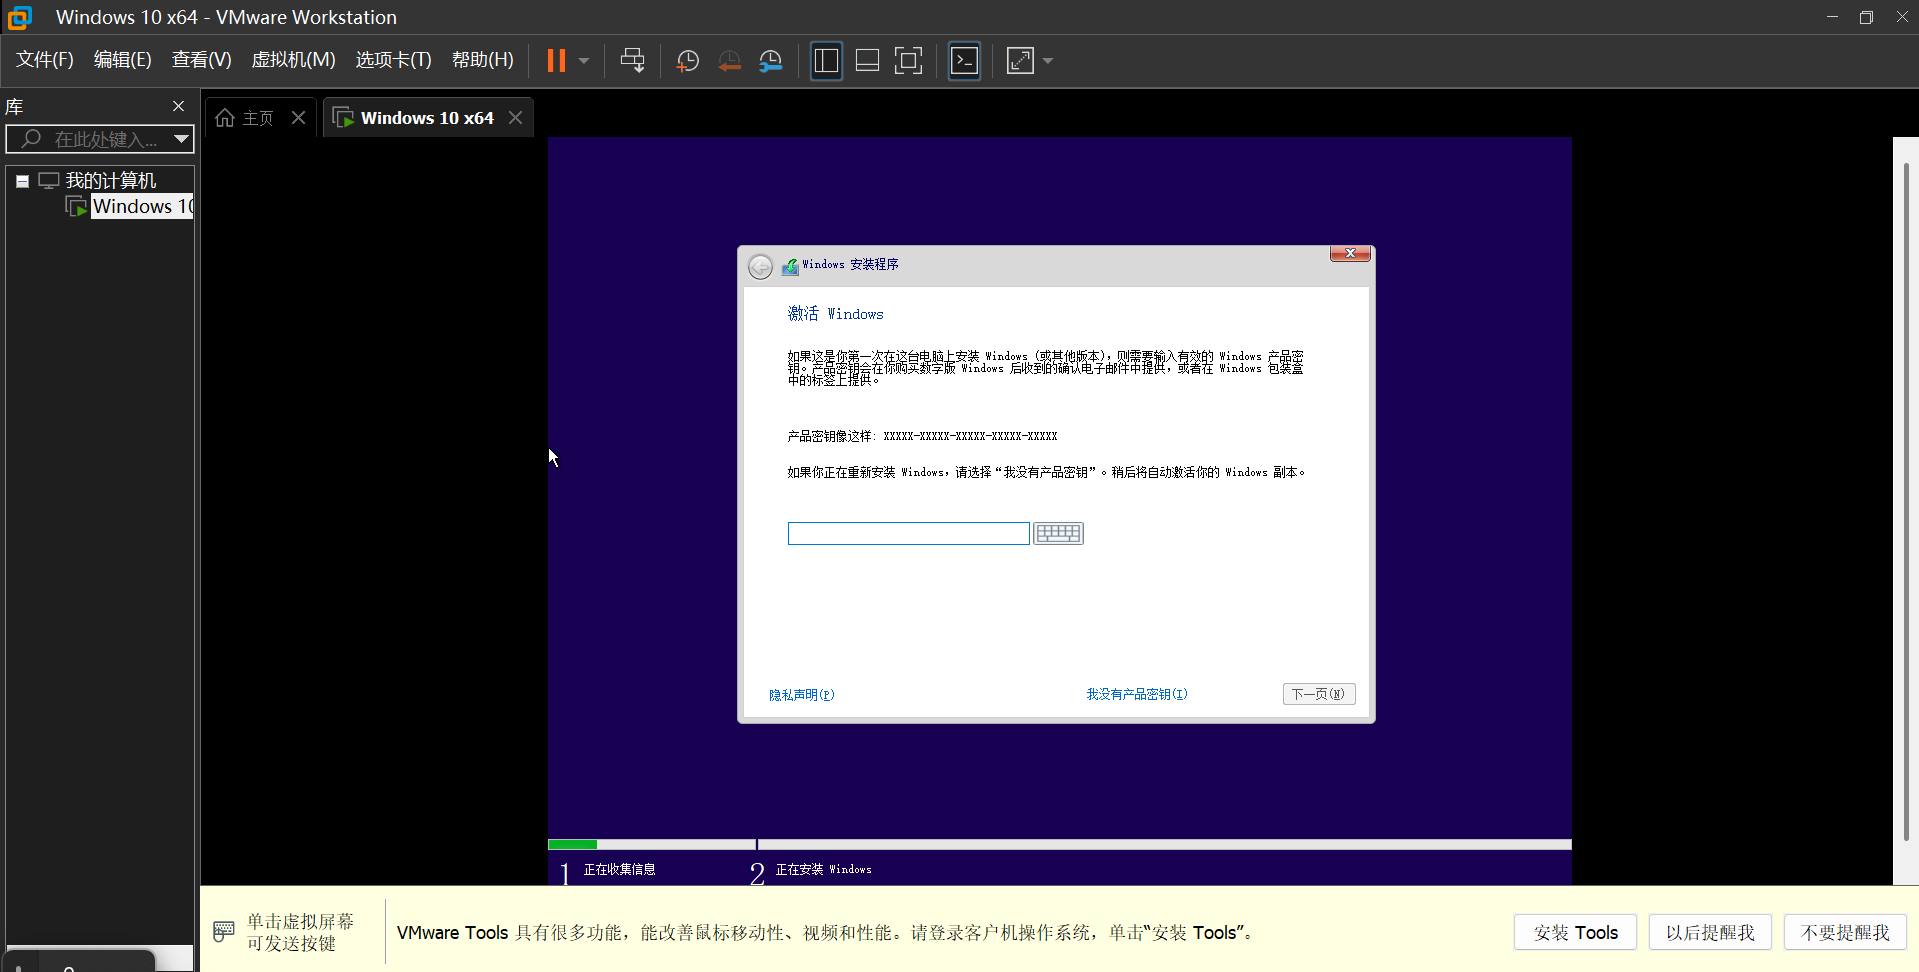 Windows 10 x64 - VMware Workstation
文件(F) 编辑(E) 查看(V) 虚拟机(M) 选项卡(T) 帮助(H)
库
在此处键入...
我的计算机
Windows 10
主页
Windows 10 x64
Windows 安装程序
激活 Windows
如果这是你第一次在这台电脑上安装 Windows (或其他版本)，则需要输入有效的 Windows 产品密
钥。产品密钥会在你购买数字版 Windows 后收到的确认电子邮件中提供，或者在 Windows 包装盒
中的标签上提供。
产品密钥像这样: XXXXX-XXXXX-XXXXX-XXXXX-XXXXX
如果你正在重新安装 Windows，请选择“我没有产品密钥”。稍后将自动激活你的 Windows 副本。
隐私声明(P)
我没有产品密钥(I)
下一页(N)
1 正在收集信息
2 正在安装 Windows
单击虚拟屏幕
可发送按键
VMware Tools 具有很多功能，能改善鼠标移动性、视频和性能。请登录客户机操作系统，单击“安装 Tools”。
安装 Tools
以后提醒我
不要提醒我